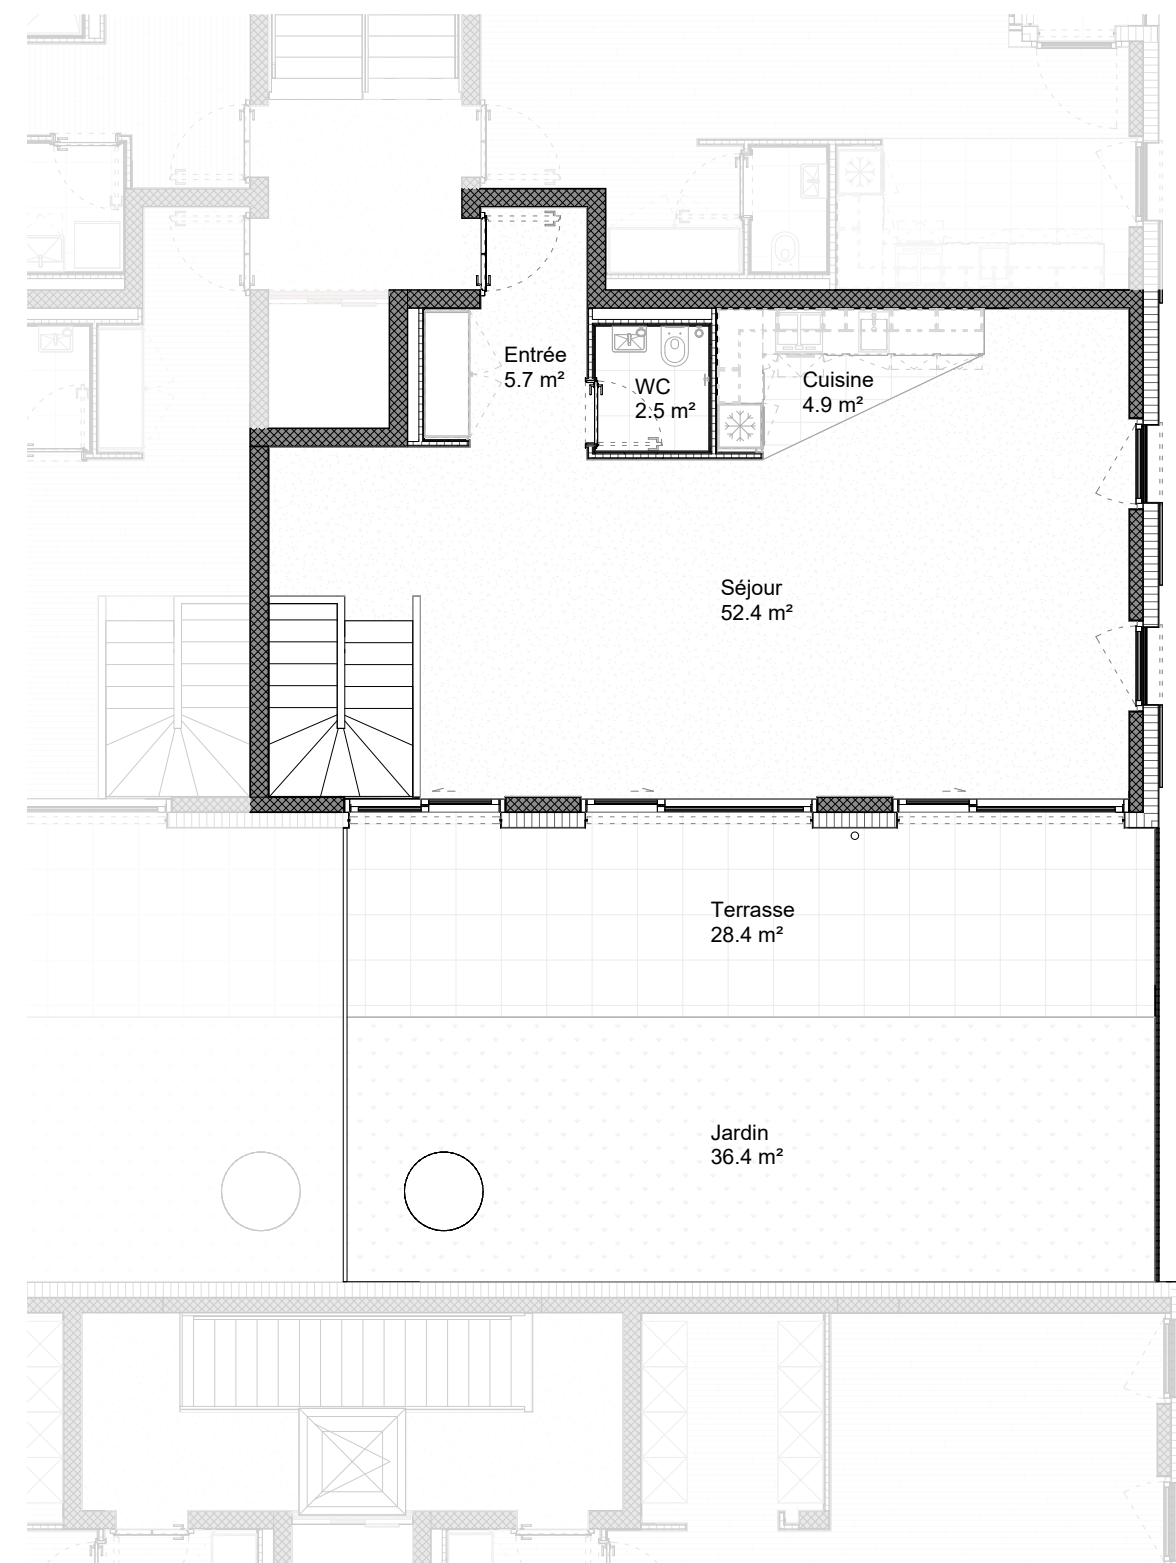 Entrée
5.7 m²
WC
2.5 m²
Cuisine
4.9 m²
Séjour
52.4 m²
Terrasse
28.4 m²
Jardin
36.4 m²